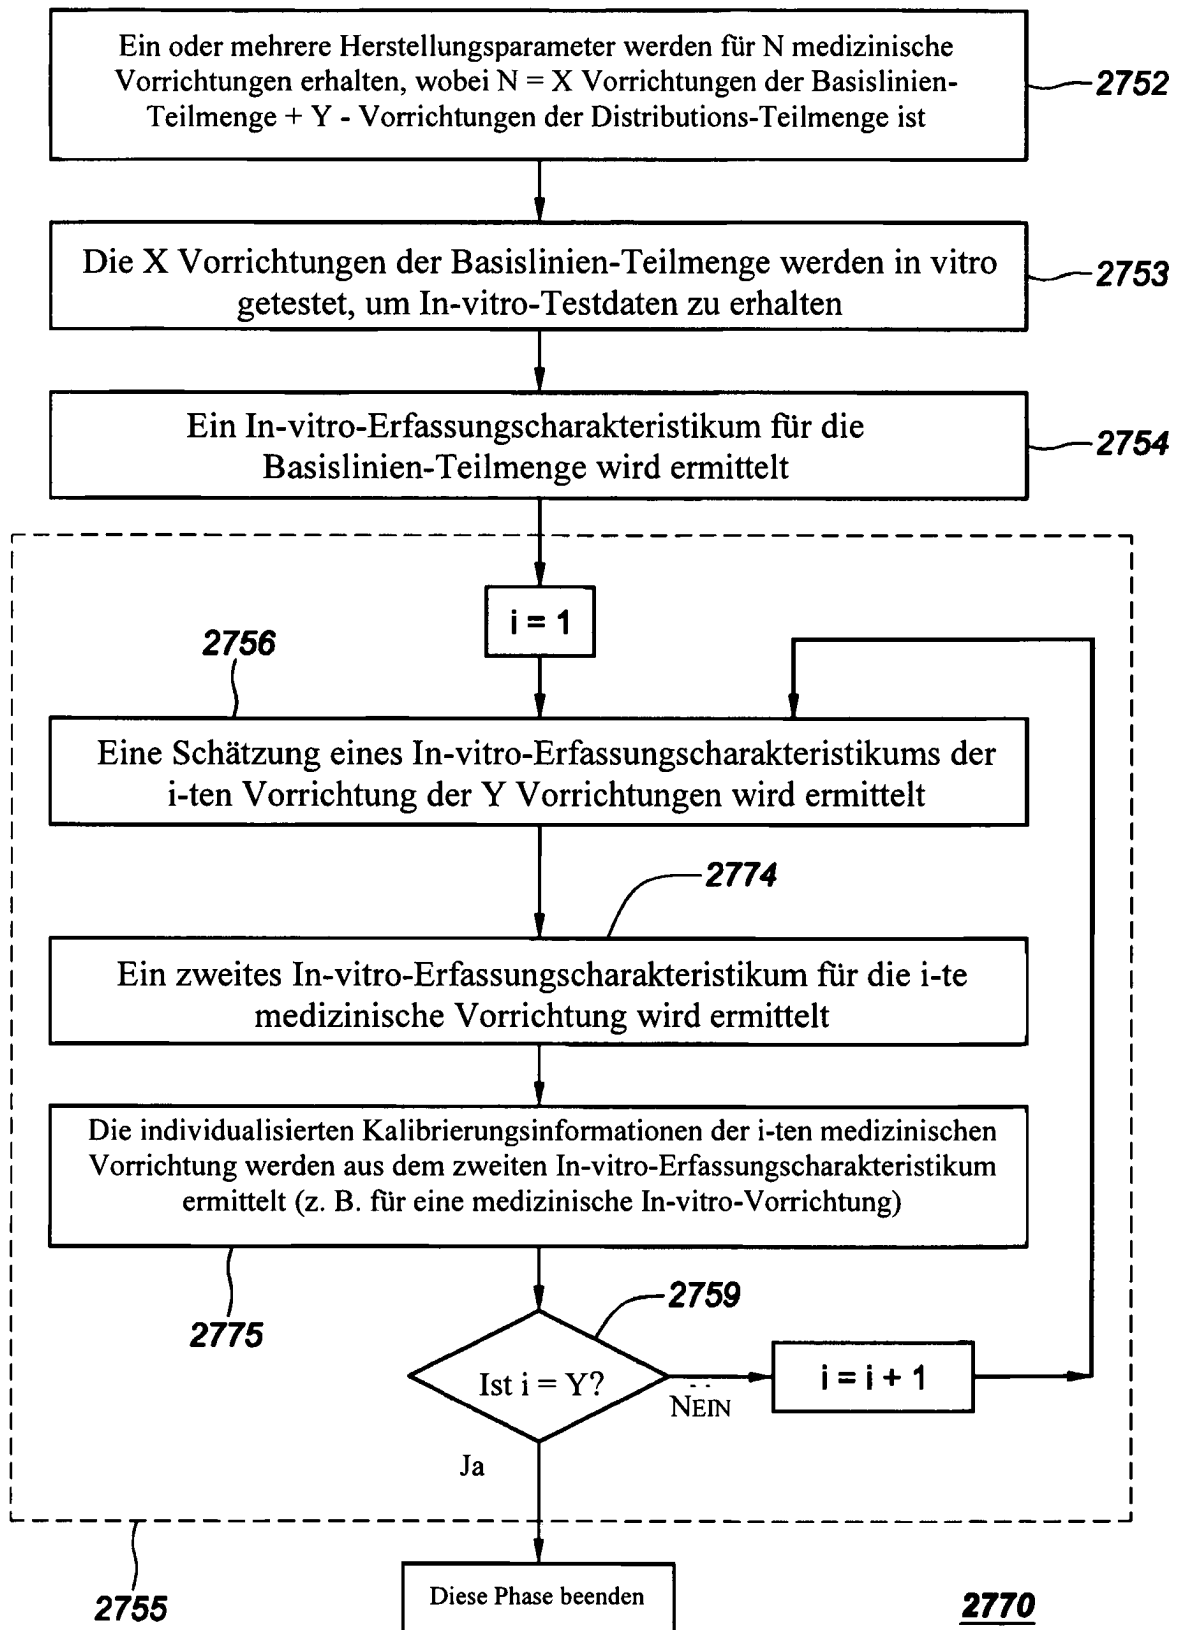 Ein oder mehrere Herstellungsparameter werden für N medizinische
Vorrichtungen erhalten, wobei N = X Vorrichtungen der Basislinien-
Teilmenge + Y - Vorrichtungen der Distributions-Teilmenge ist
2752
Die X Vorrichtungen der Basislinien-Teilmenge werden in vitro
getestet, um In-vitro-Testdaten zu erhalten
2753
Ein In-vitro-Erfassungscharakteristikum für die
Basislinien-Teilmenge wird ermittelt
2754
i = 1
2756
Eine Schätzung eines In-vitro-Erfassungscharakteristikums der
i-ten Vorrichtung der Y Vorrichtungen wird ermittelt
2774
Ein zweites In-vitro-Erfassungscharakteristikum für die i-te
medizinische Vorrichtung wird ermittelt
Die individualisierten Kalibrierungsinformationen der i-ten medizinischen
Vorrichtung werden aus dem zweiten In-vitro-Erfassungscharakteristikum
ermittelt (z. B. für eine medizinische In-vitro-Vorrichtung)
2775
2759
Ist i = Y?
NEIN
i = i + 1
Ja
2755
Diese Phase beenden
2770